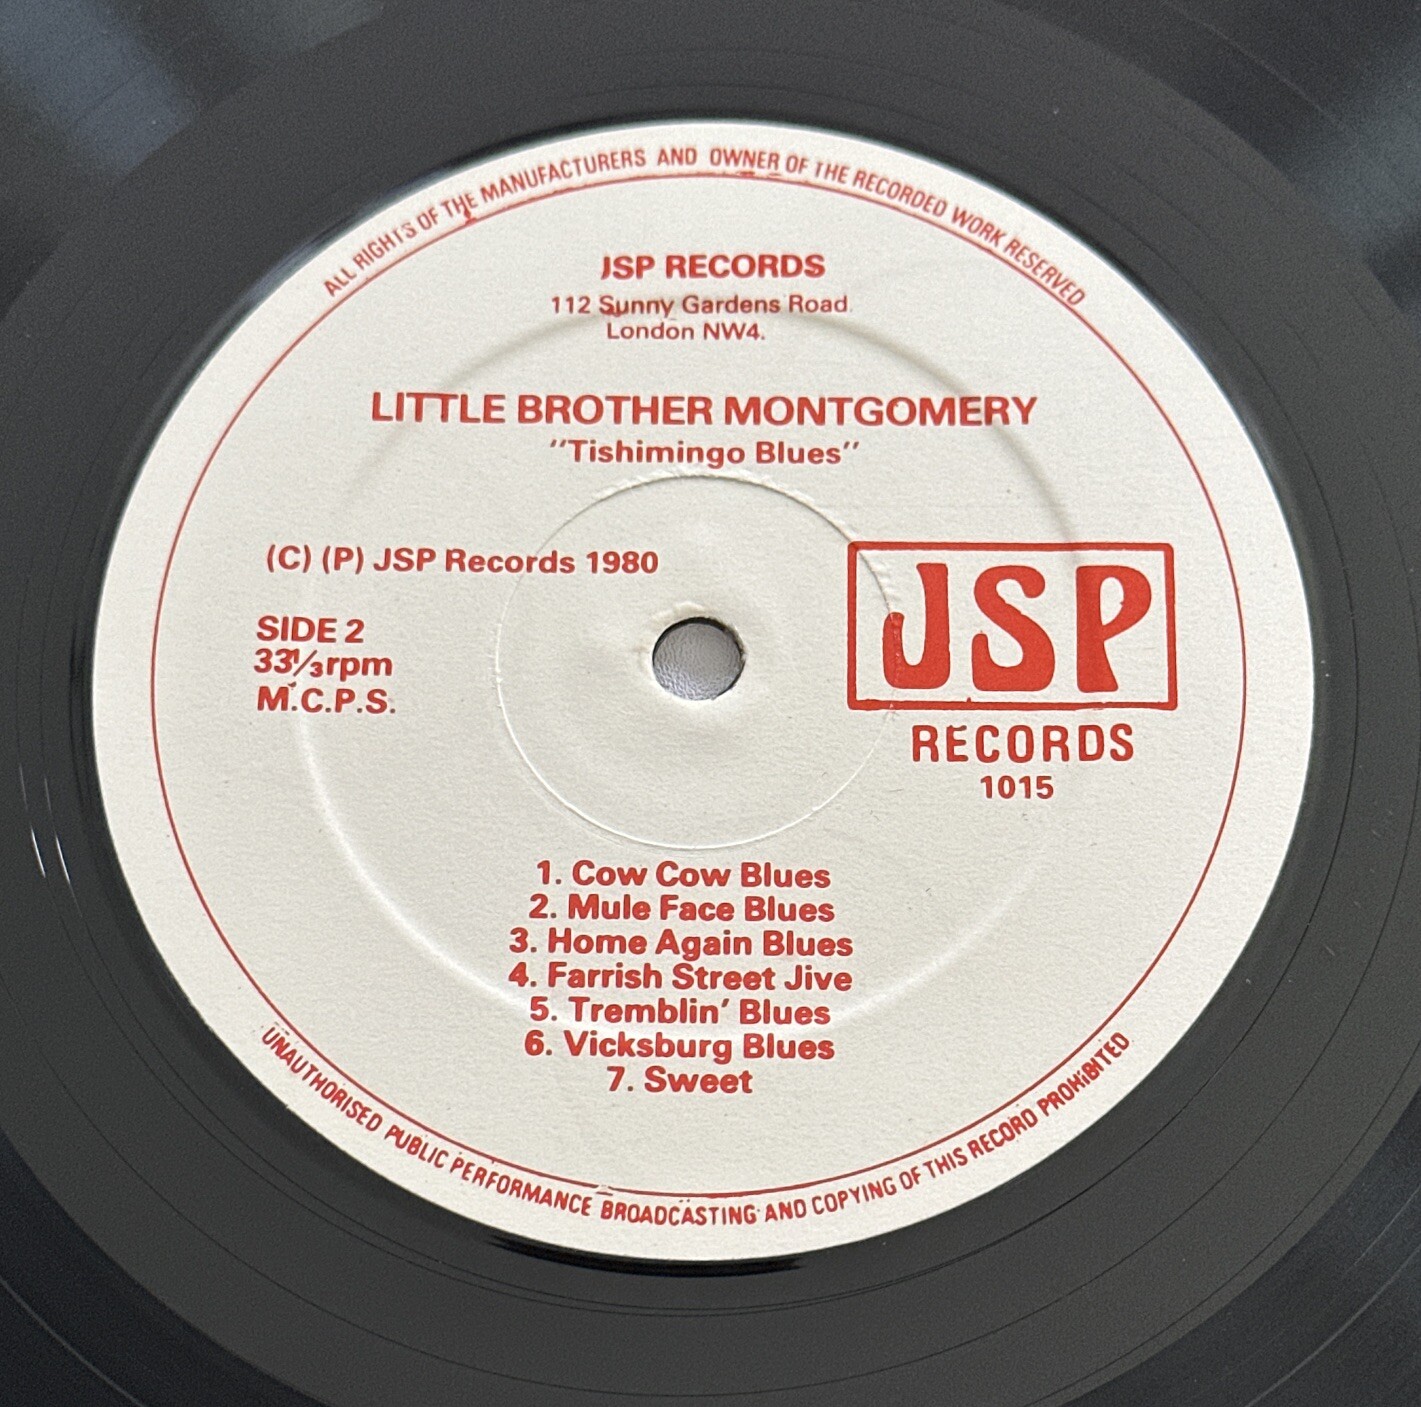 ALL RIGHTS OF THE MANUFACTURERS AND OWNER OF THE RECORDED WORK RESERVED
JSP RECORDS
112 Sunny Gardens Road.
London NW4.
LITTLE BROTHER MONTGOMERY
"Tishimingo Blues"
(C) (P) JSP Records 1980
SIDE 2
33⅓rpm
M.C.P.S.
JSP
RECORDS
1015
1. Cow Cow Blues
2. Mule Face Blues
3. Home Again Blues
4. Farrish Street Jive
5. Tremblin' Blues
6. Vicksburg Blues
7. Sweet
UNAUTHORISED PUBLIC PERFORMANCE BROADCASTING AND COPYING OF THIS RECORD PROHIBITED